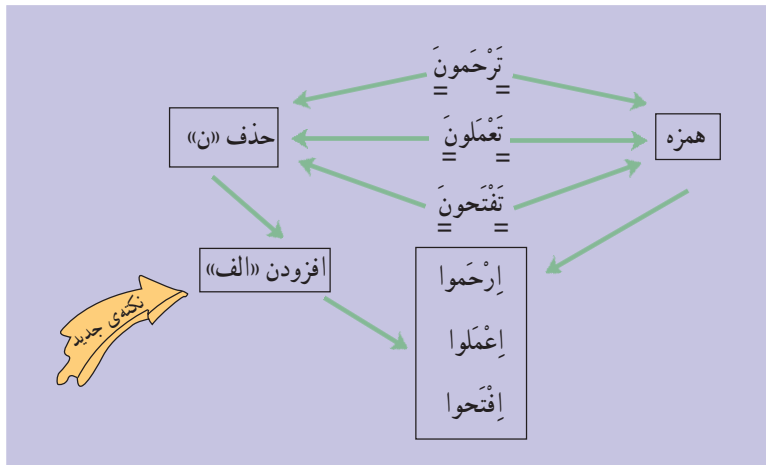 تَرْحَمونَ
همزه
تَعْمَلونَ
حذف «ن»
تَفْتَحونَ
افزودن «الف»
اِرْحَموا
اِعْمَلوا
اِفْتَحوا
نکته‌ی جدید